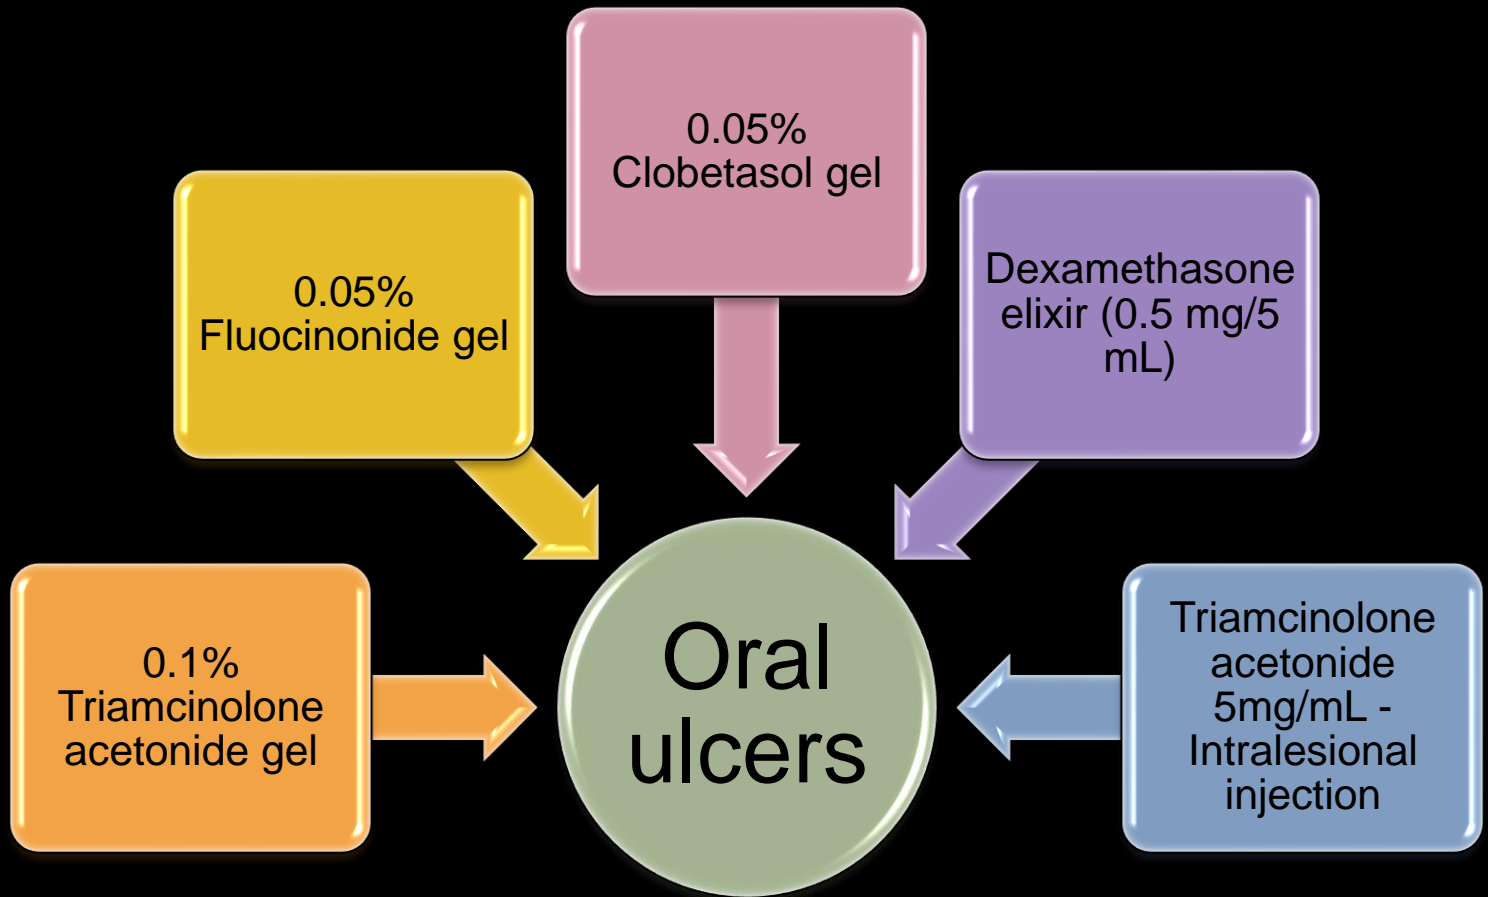 0.05%
Clobetasol gel
0.05%
Fluocinonide gel
Dexamethasone
elixir (0.5 mg/5
mL)
0.1%
Triamcinolone
acetonide gel
Oral
ulcers
Triamcinolone
acetonide
5mg/mL -
Intralesional
injection